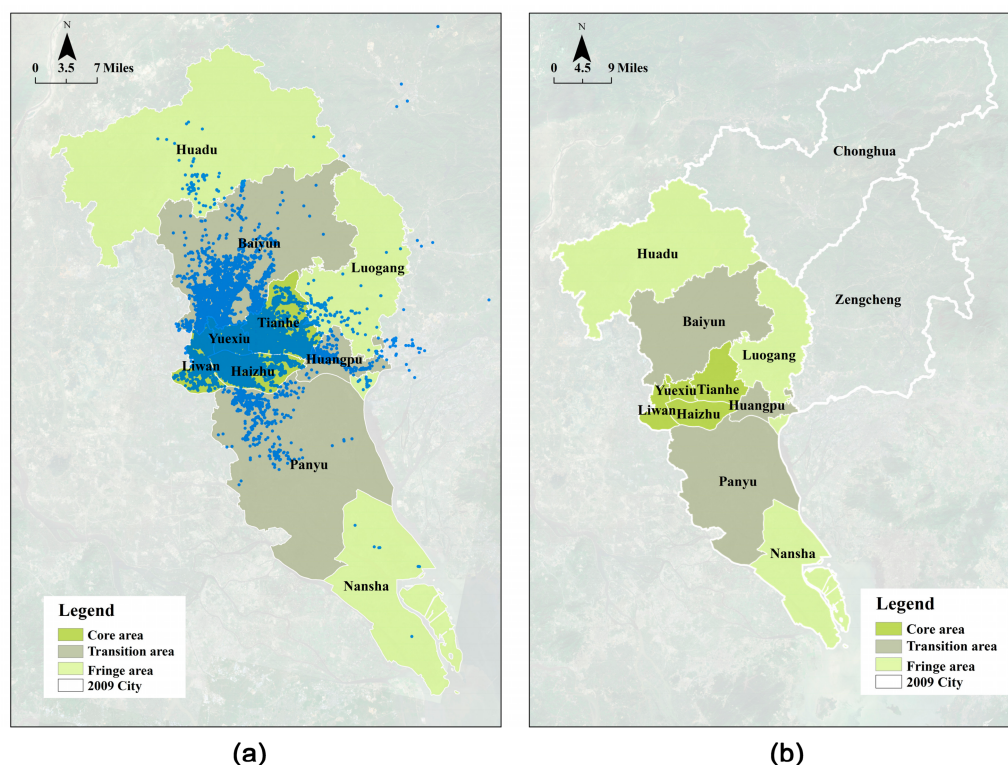 N
0 3.5 7 Miles
Huadu
Baiyun
Luogang
Tianhe
Yuexiu
Huangpu
Liwan
Haizhu
Panyu
Nansha
Legend
Core area
Transition area
Fringe area
2009 City
(a)
N
0 4.5 9 Miles
Chonghua
Huadu
Zengcheng
Baiyun
Luogang
Yuexiu Tianhe
Huangpu
Liwan
Haizhu
Panyu
Nansha
Legend
Core area
Transition area
Fringe area
2009 City
(b)